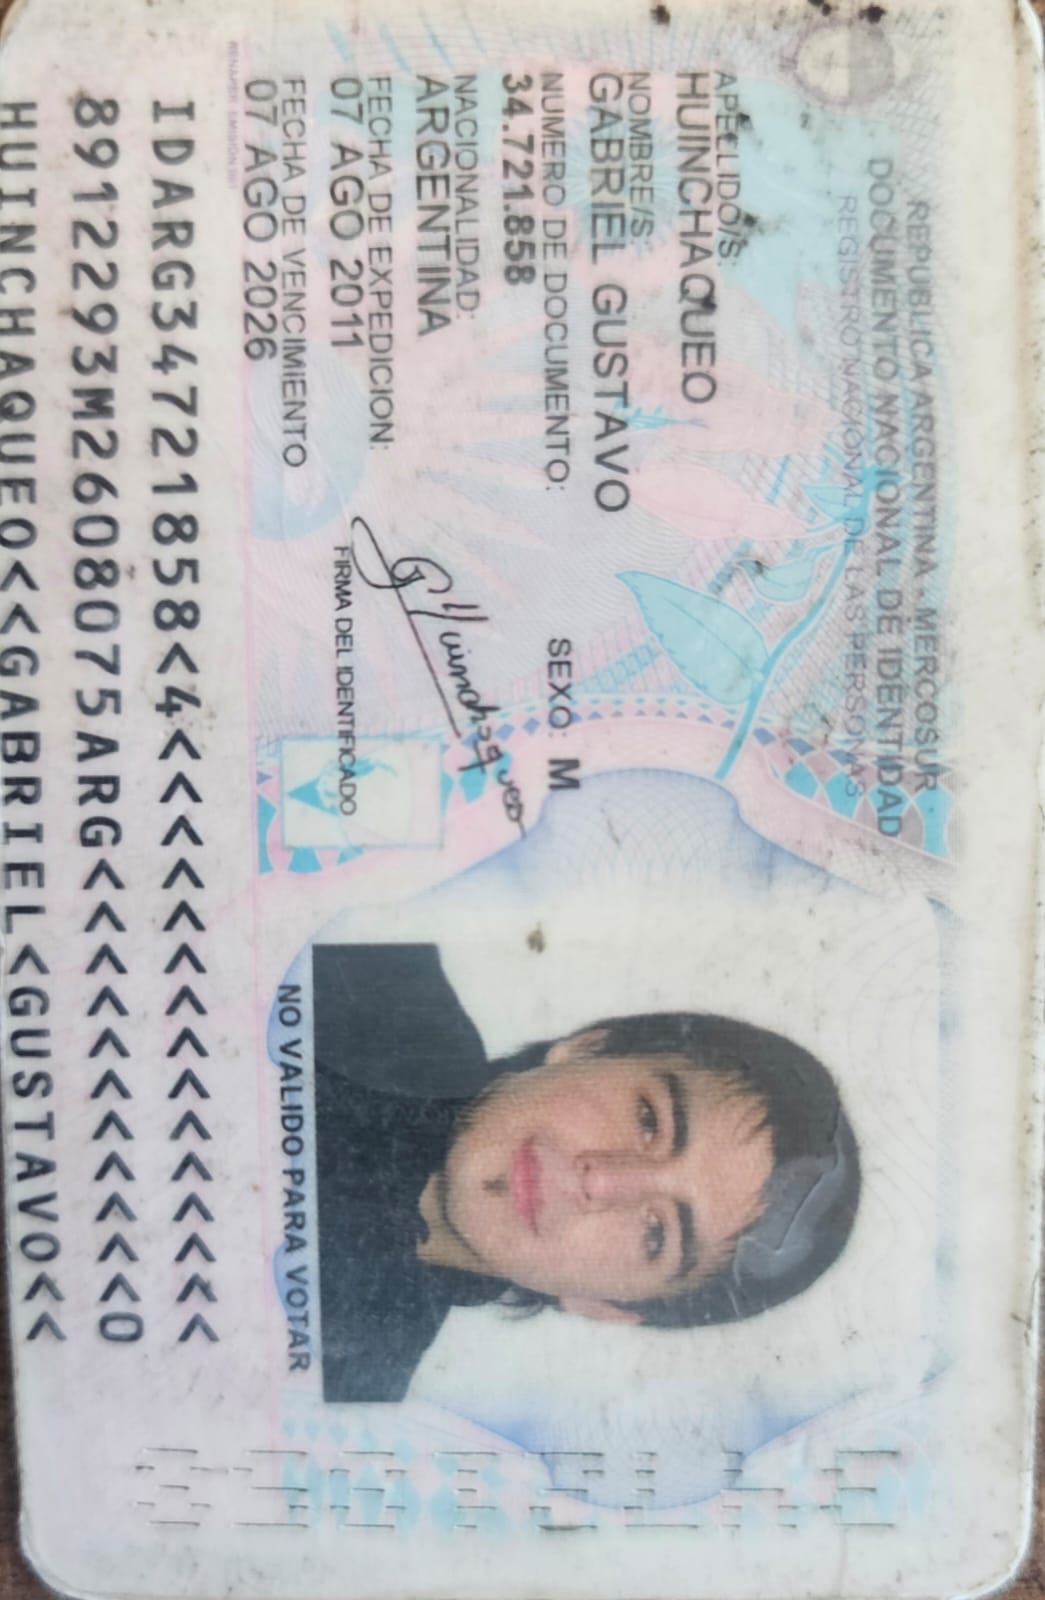 REPUBLICA ARGENTINA - MERCOSUR
DOCUMENTO NACIONAL DE IDENTIDAD
REGISTRO NACIONAL DE LAS PERSONAS
APELLIDO/S:
HUINCHAQUEO
NOMBRE/S:
GABRIEL GUSTAVO
NUMERO DE DOCUMENTO:
34.721.858
SEXO: M
NACIONALIDAD:
ARGENTINA
FECHA DE EXPEDICION:
07 AGO 2011
FECHA DE VENCIMIENTO
07 AGO 2026
G Huinchaqueo
FIRMA DEL IDENTIFICADO
NO VALIDO PARA VOTAR
IDARG34721858<4<<<<<<<<<<<<<<<
8912293M2608075ARG<<<<<<<<<<<0
HUINCHAQUEO<<GABRIEL<GUSTAVO<<